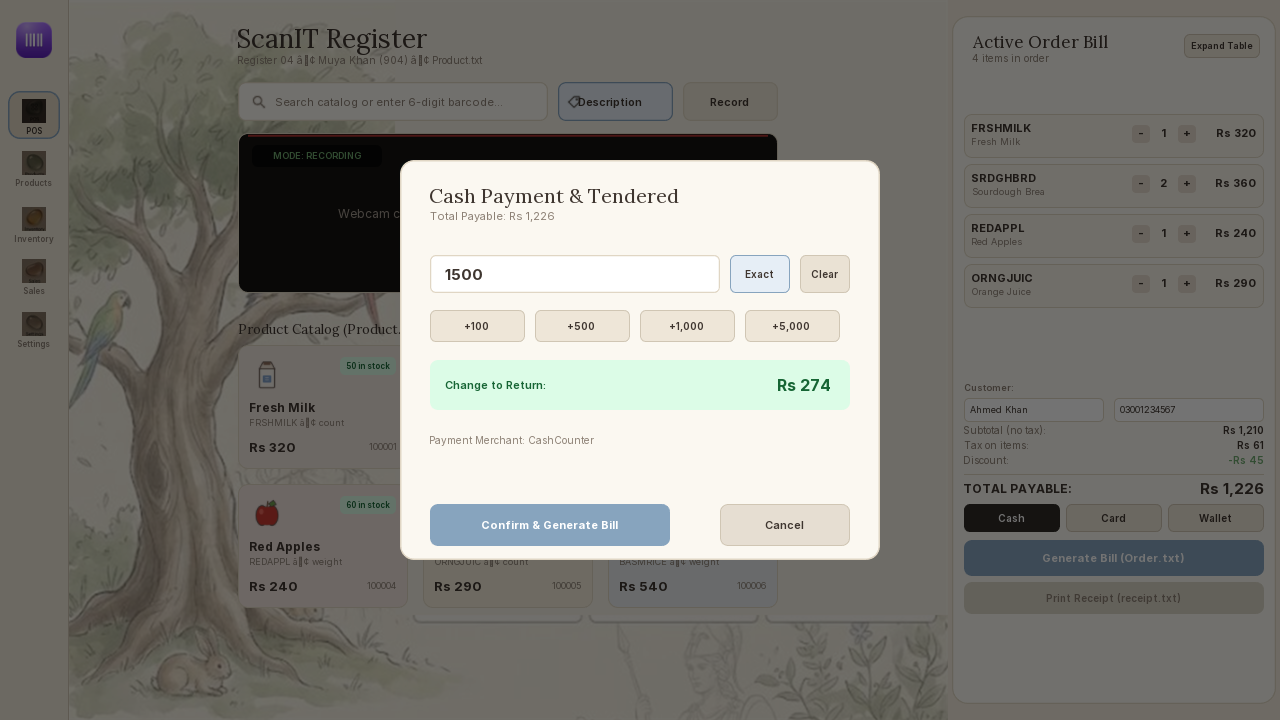 ScanIT Register
Register 04 â¢ Muya Khan (904) â¢ Product.txt
Search catalog or enter 6-digit barcode...
Description
Record
MODE: RECORDING
Webcam c
POS
Products
Inventory
Sales
Settings
Product Catalog (Product.
50 in stock
Fresh Milk
FRSHMILK â¢ count
Rs 320
100001
60 in stock
Red Apples
REDAPPL â¢ weight
Rs 240
100004
ORNGJUIC â¢ count
Rs 290
100005
BASMRICE â¢ weight
Rs 540
100006
Cash Payment & Tendered
Total Payable: Rs 1,226
1500
Exact
Clear
+100
+500
+1,000
+5,000
Change to Return:
Rs 274
Payment Merchant: CashCounter
Confirm & Generate Bill
Cancel
Active Order Bill
4 items in order
Expand Table
FRSHMILK
Fresh Milk
- 1 +
Rs 320
SRDGHBRD
Sourdough Brea
- 2 +
Rs 360
REDAPPL
Red Apples
- 1 +
Rs 240
ORNGJUIC
Orange Juice
- 1 +
Rs 290
Customer:
Ahmed Khan
03001234567
Subtotal (no tax):
Rs 1,210
Tax on items:
Rs 61
Discount:
-Rs 45
TOTAL PAYABLE:
Rs 1,226
Cash
Card
Wallet
Generate Bill (Order.txt)
Print Receipt (receipt.txt)